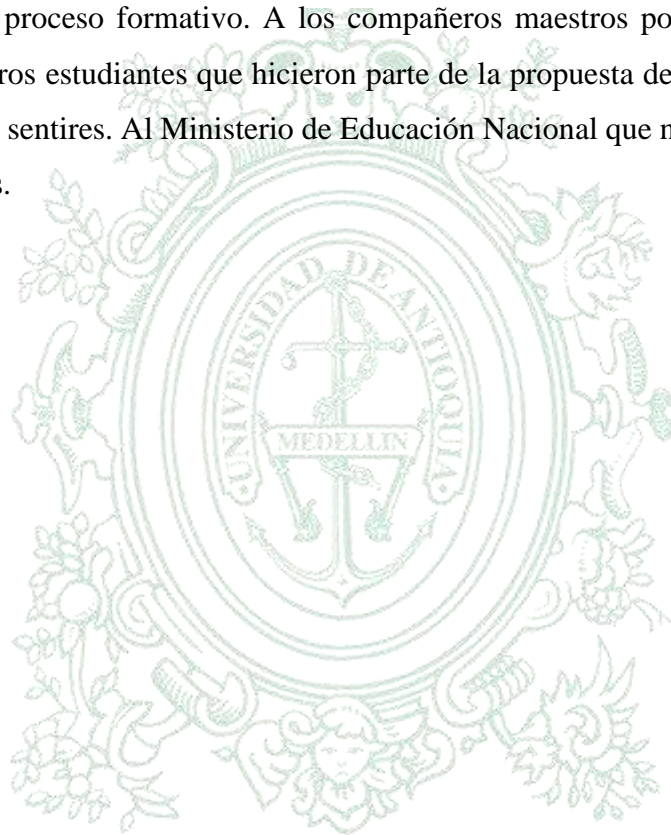 proceso formativo. A los compañeros maestros po
ros estudiantes que hicieron parte de la propuesta de
sentires. Al Ministerio de Educación Nacional que
s.
UNIVERSIDAD DE ANTIOQUIA
MEDELLIN